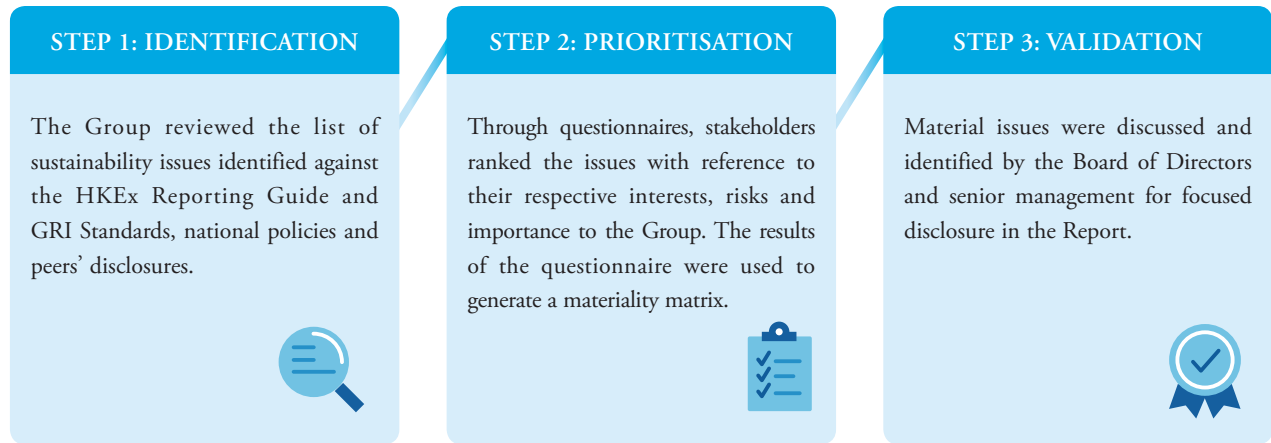 STEP 1: IDENTIFICATION
The Group reviewed the list of
sustainability issues identified against
the HKEx Reporting Guide and
GRI Standards, national policies and
peers’ disclosures.
STEP 2: PRIORITISATION
Through questionnaires, stakeholders
ranked the issues with reference to
their respective interests, risks and
importance to the Group. The results
of the questionnaire were used to
generate a materiality matrix.
STEP 3: VALIDATION
Material issues were discussed and
identified by the Board of Directors
and senior management for focused
disclosure in the Report.